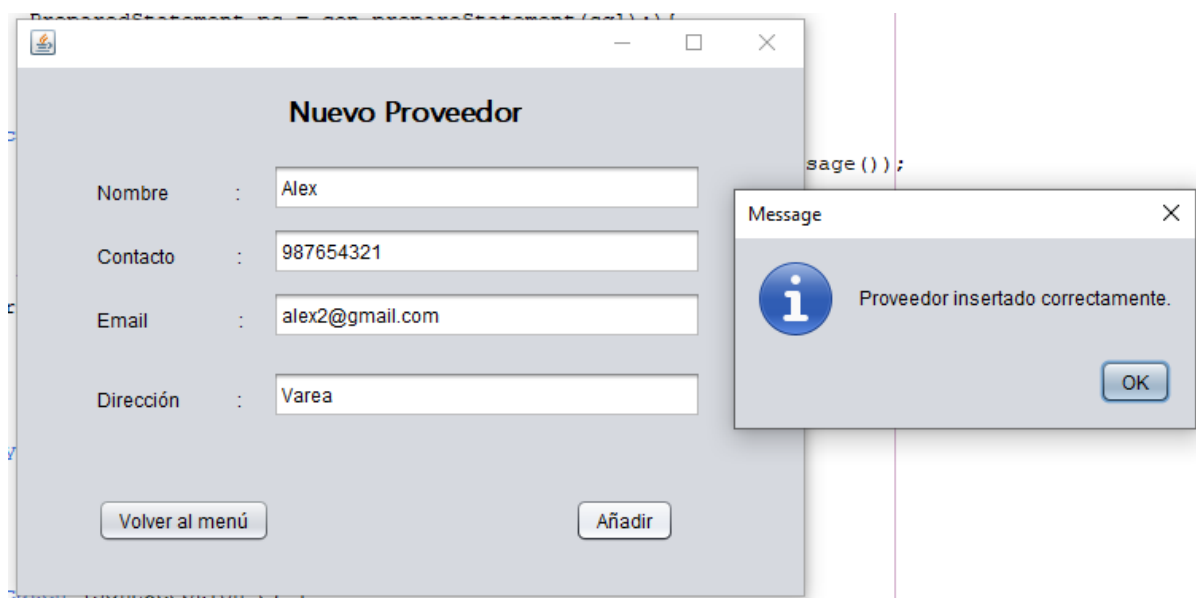 PreparedStatement ps = con.prepareStatement(sql);){
Nuevo Proveedor
sage());
Nombre : Alex
Message
Contacto : 987654321
Proveedor insertado correctamente.
Email : alex2@gmail.com
OK
Dirección : Varea
Volver al menú
Añadir